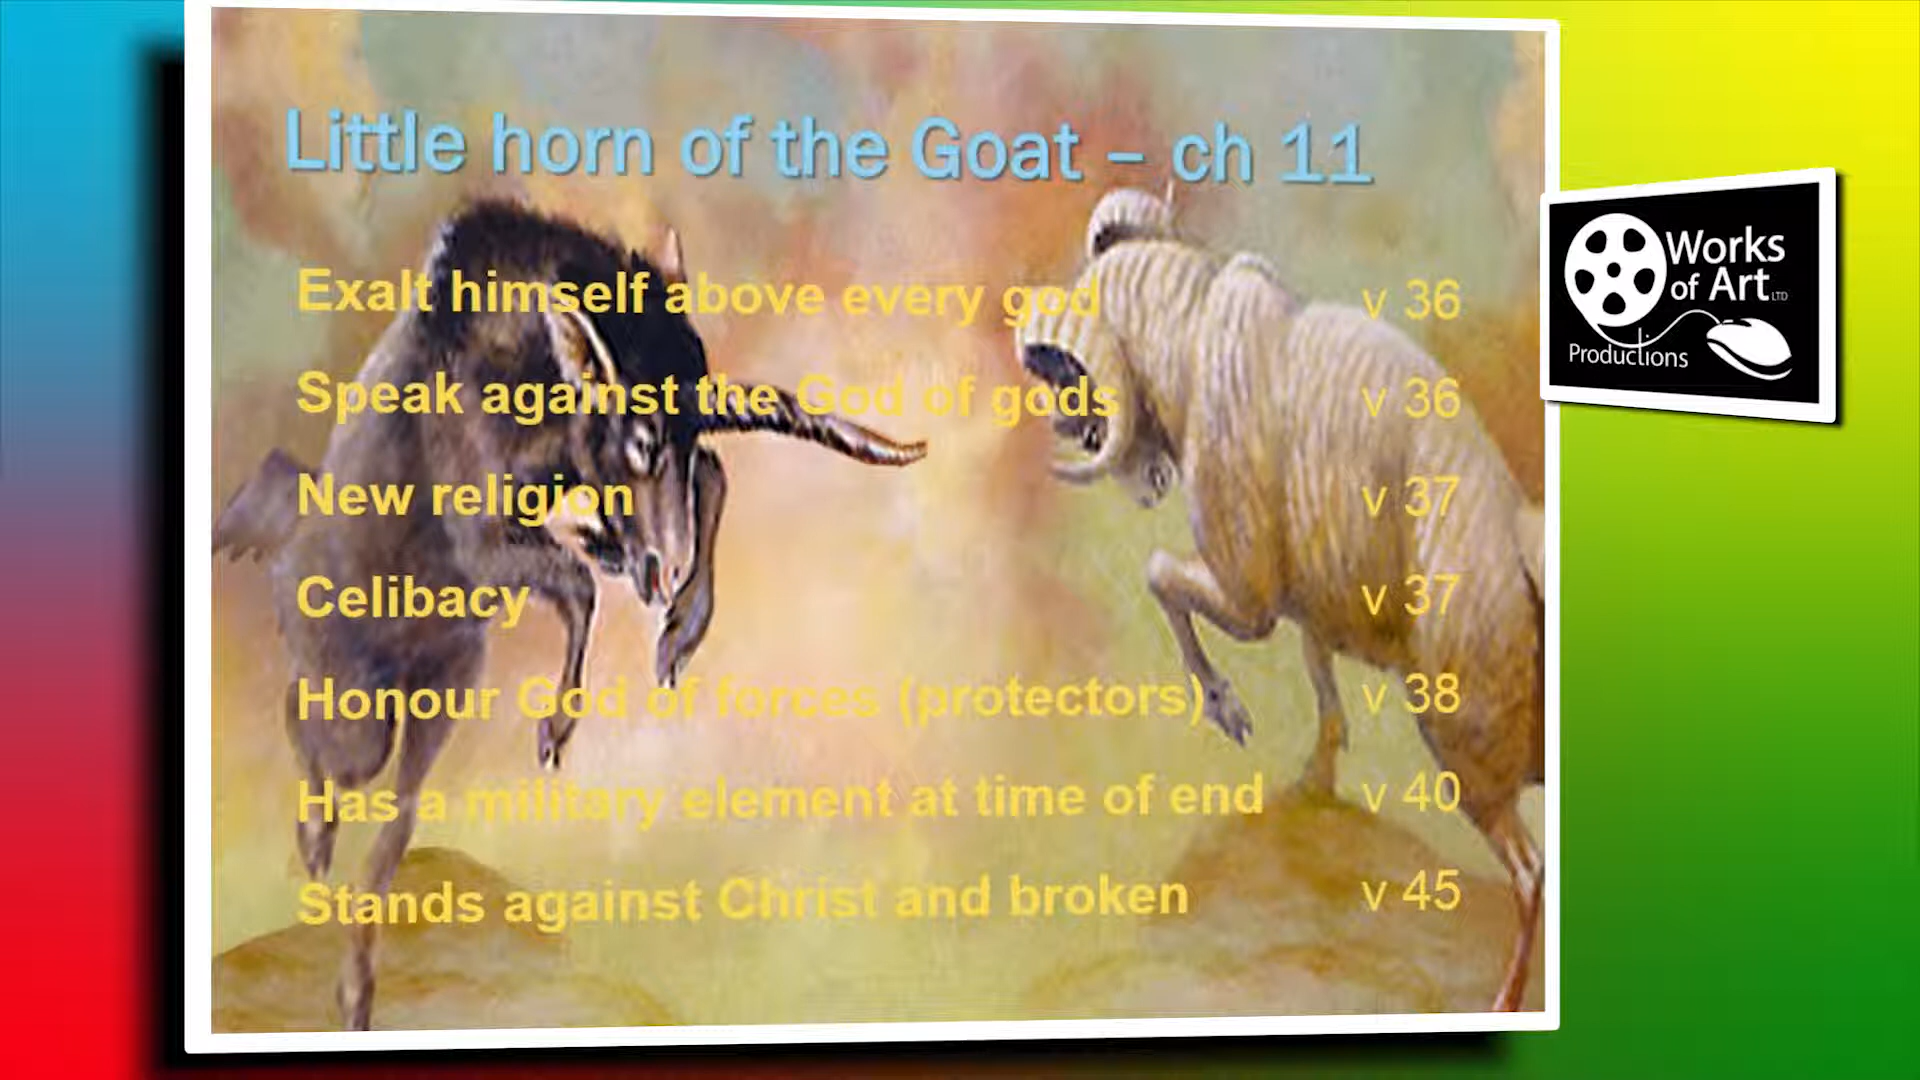 Little horn of the Goat – ch 11
Exalt himself above every god v 36
Speak against the God of gods v 36
New religion v 37
Celibacy v 37
Honour God of forces (protectors) v 38
Has a military element at time of end v 40
Stands against Christ and broken v 45
Works
of Art LTD
Productions